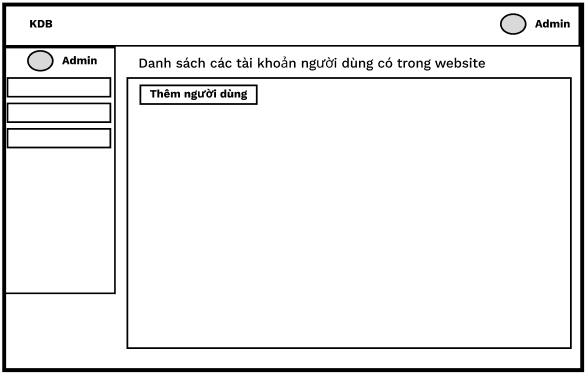 KDB
Admin
Admin
Danh sách các tài khoản người dùng có trong website
Thêm người dùng